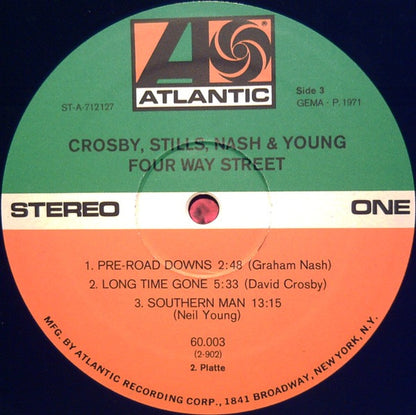 ATLANTIC
ST-A-712127
Side 3
GEMA · P. 1971
CROSBY, STILLS, NASH & YOUNG
FOUR WAY STREET
STEREO ONE
1. PRE-ROAD DOWNS 2:48 (Graham Nash)
2. LONG TIME GONE 5:33 (David Crosby)
3. SOUTHERN MAN 13:15
(Neil Young)
60.003
(2-902)
2. Platte
MFG. BY ATLANTIC RECORDING CORP., 1841 BROADWAY, NEW YORK, N.Y.